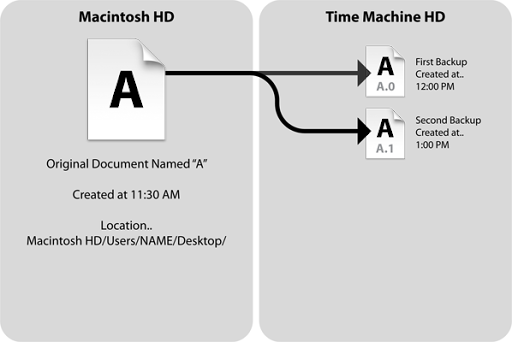 Macintosh HD
A
Original Document Named "A"
Created at 11:30 AM
Location..
Macintosh HD/Users/NAME/Desktop/
Time Machine HD
A
A.0
First Backup
Created at..
12:00 PM
A
A.1
Second Backup
Created at..
1:00 PM